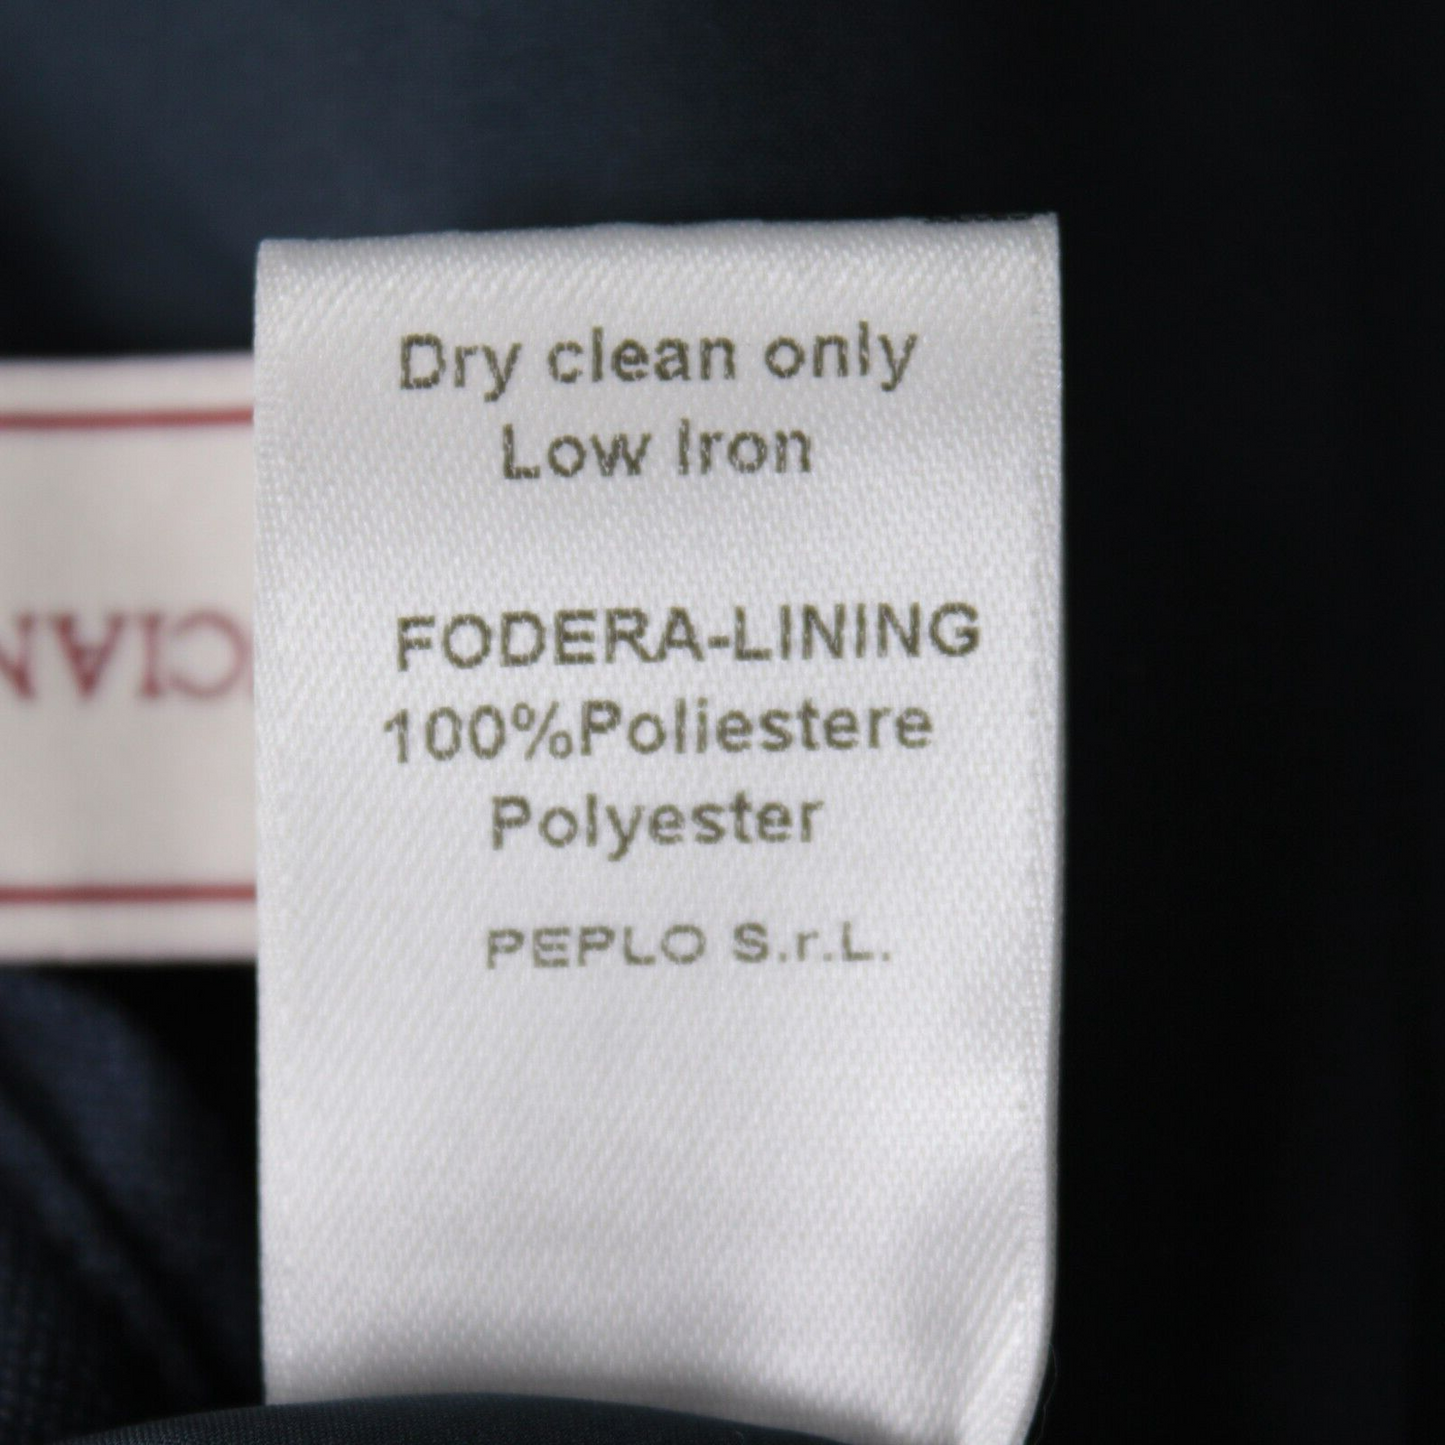 Dry clean only
Low Iron
FODERA-LINING
100%Poliestere
Polyester
PEPLO S.r.L.